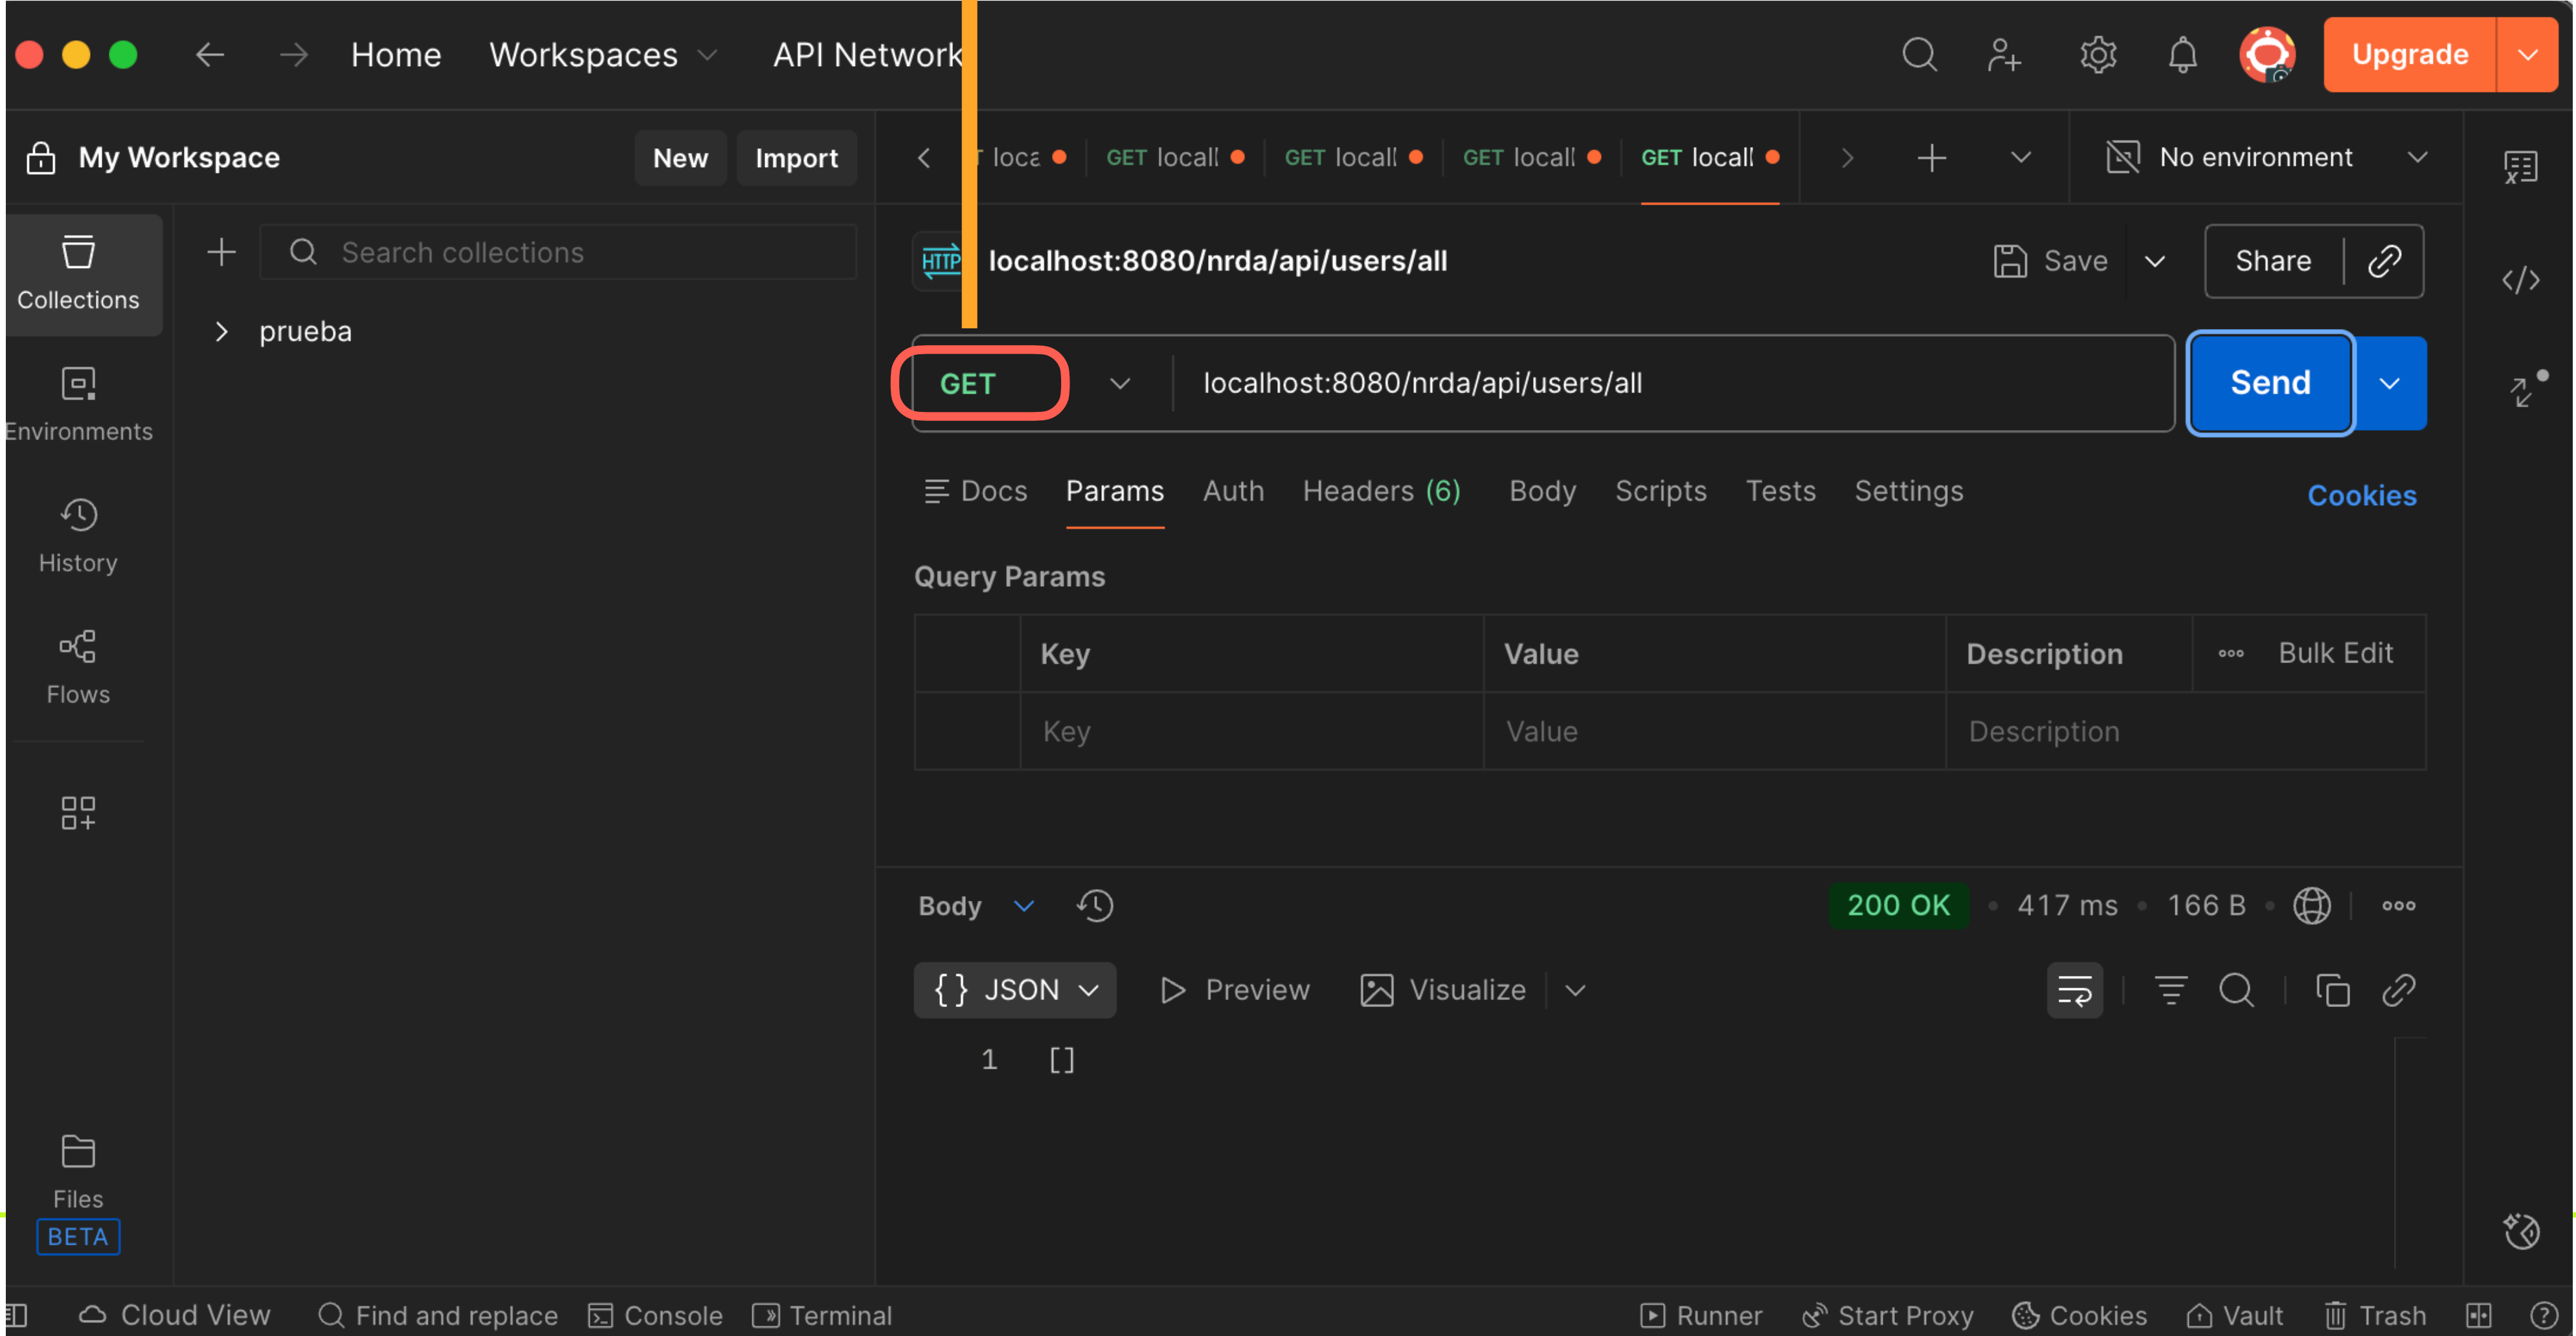 Home Workspaces API Network Upgrade
My Workspace New Import
loca GET locall GET locall GET locall GET locall No environment
Collections
Search collections
prueba
Environments
History
Flows
Files
BETA
HTTP localhost:8080/nrda/api/users/all Save Share
GET localhost:8080/nrda/api/users/all Send
Docs Params Auth Headers (6) Body Scripts Tests Settings Cookies
Query Params
Key Value Description Bulk Edit
Key Value Description
Body 200 OK • 417 ms • 166 B •
{} JSON Preview Visualize
1 []
Cloud View Find and replace Console Terminal Runner Start Proxy Cookies Vault Trash